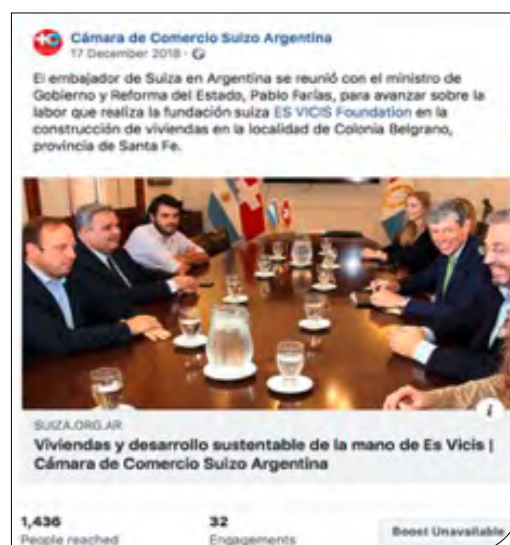 Cámara de Comercio Suizo Argentina
17 December 2018 ·
El embajador de Suiza en Argentina se reunió con el ministro de
Gobierno y Reforma del Estado, Pablo Farías, para avanzar sobre la
labor que realiza la fundación suiza ES VICIS Foundation en la
construcción de viviendas en la localidad de Colonia Belgrano,
provincia de Santa Fe.
SUIZA.ORG.AR
Viviendas y desarrollo sustentable de la mano de Es Vicis |
Cámara de Comercio Suizo Argentina
1,436
People reached
32
Engagements
Boost Unavailable